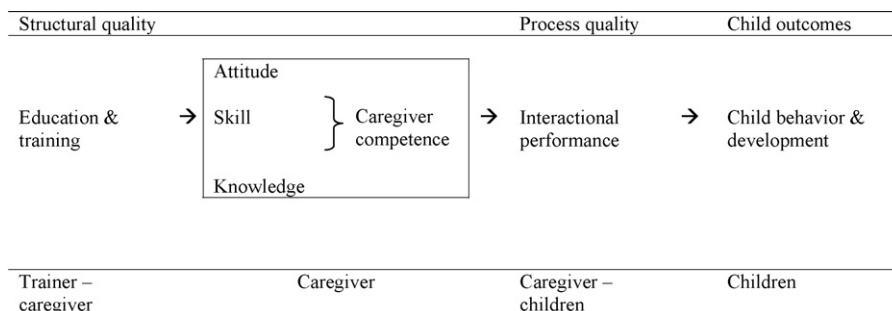 Structural quality Process quality Child outcomes
Attitude
Education & → Skill } Caregiver → Interactional → Child behavior &
training competence performance development
Knowledge
Trainer – Caregiver Caregiver – Children
caregiver children